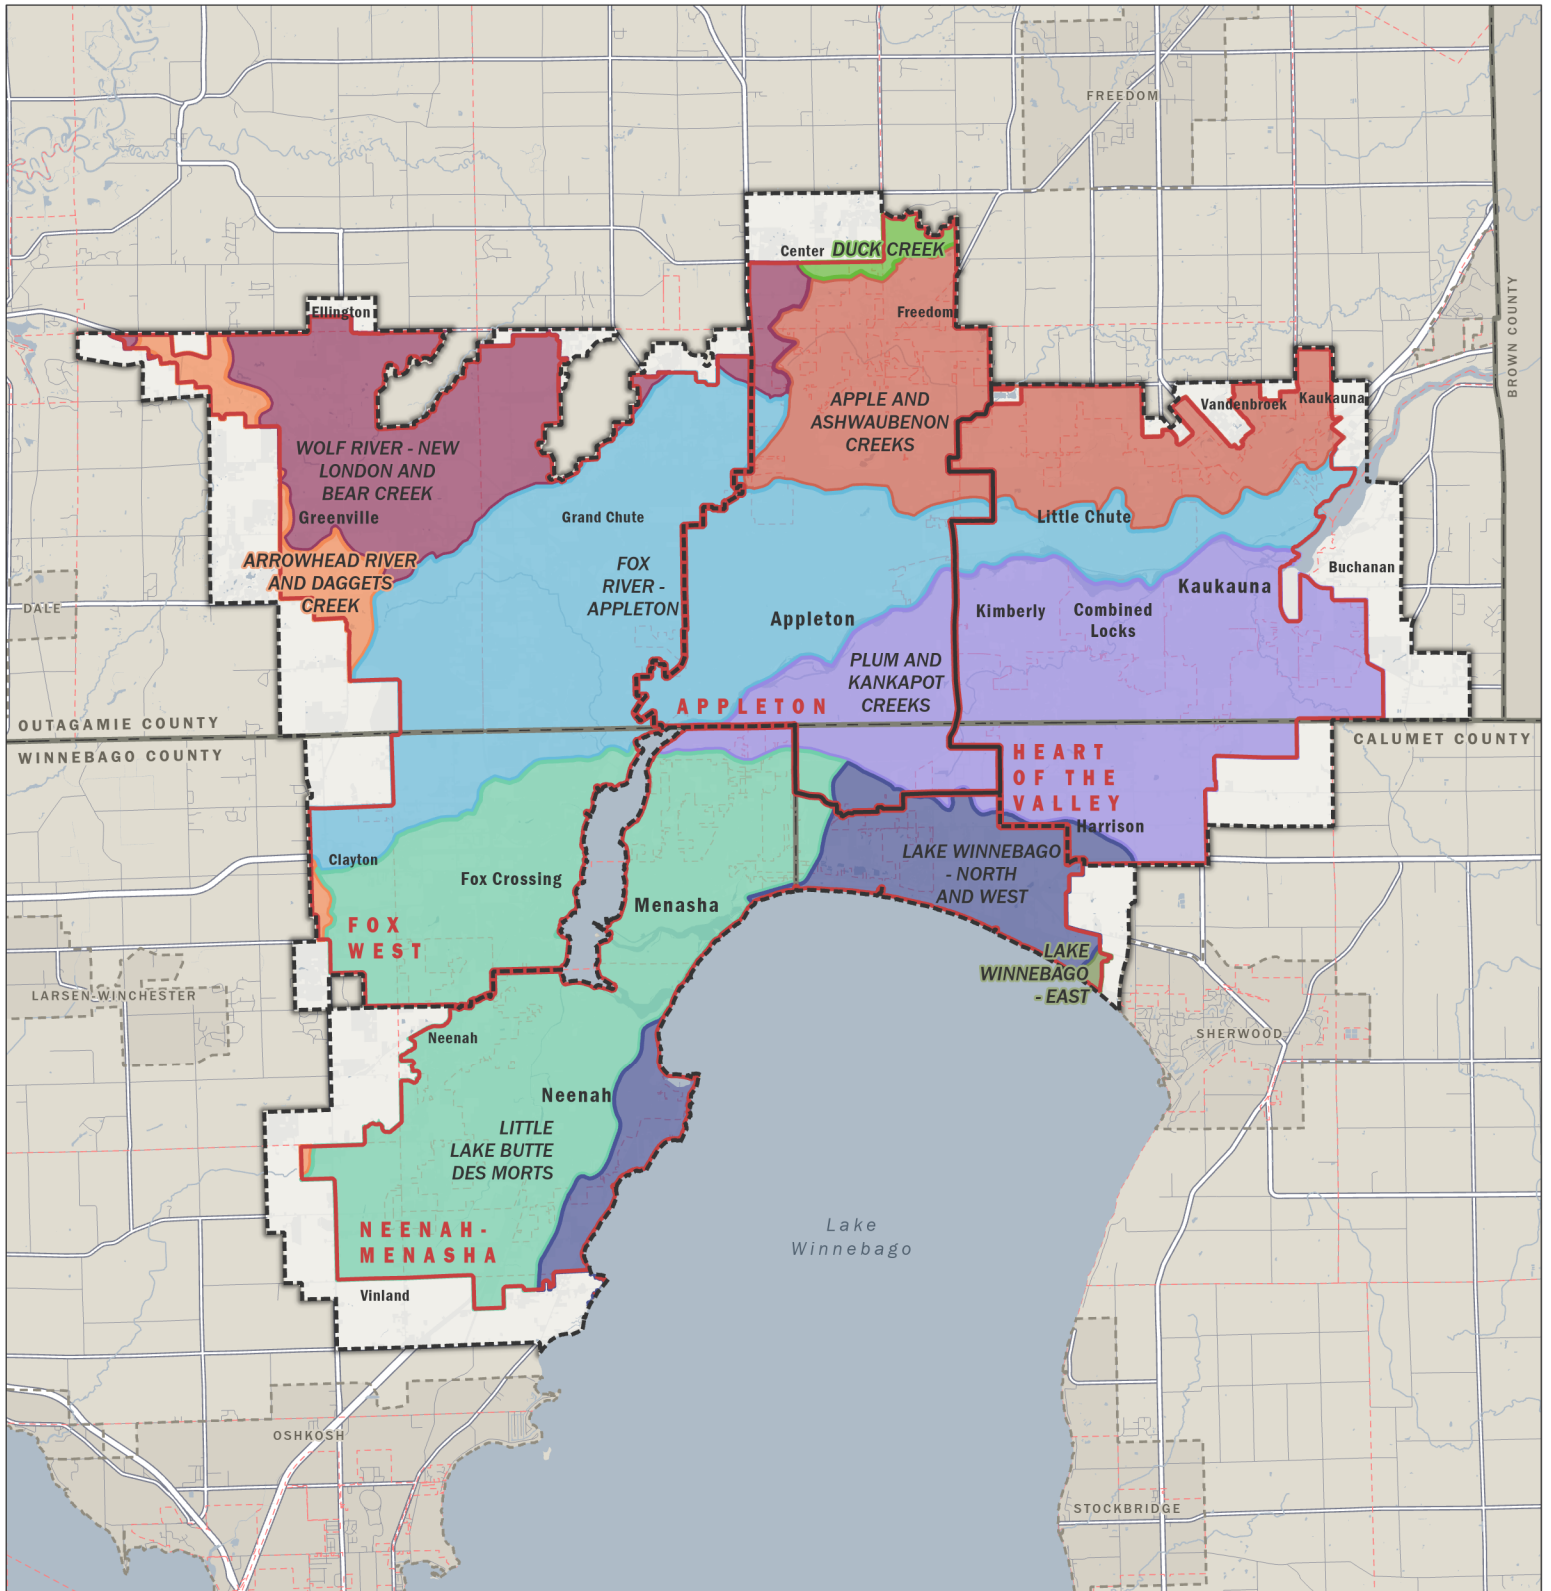 FREEDOM
Center
DUCK CREEK
Ellington
Freedom
BROWN COUNTY
APPLE AND
ASHWAUBENON
CREEKS
Vandenbroek
Kaukauna
WOLF RIVER - NEW
LONDON AND
BEAR CREEK
Greenville
Grand Chute
Little Chute
ARROWHEAD RIVER
AND DAGGETS
CREEK
FOX
RIVER -
APPLETON
Buchanan
Kaukauna
DALE
Appleton
Kimberly
Combined
Locks
PLUM AND
KANKAPOT
CREEKS
APPLETON
OUTAGAMIE COUNTY
WINNEBAGO COUNTY
CALUMET COUNTY
HEART
OF THE
VALLEY
Harrison
Clayton
Fox Crossing
LAKE WINNEBAGO
- NORTH
AND WEST
Menasha
FOX
WEST
LAKE
WINNEBAGO
- EAST
LARSEN-WINCHESTER
SHERWOOD
Neenah
Neenah
LITTLE
LAKE BUTTE
DES MORTS
NEENAH-
MENASHA
Lake
Winnebago
Vinland
OSHKOSH
STOCKBRIDGE